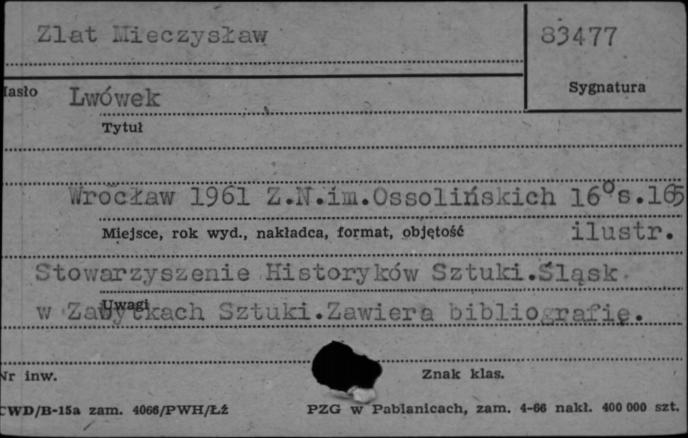 Zlat Mieczysław 83477
Hasło Sygnatura
Lwówek
Tytuł
Wrocław 1961 Z.N.im.Ossolińskich 16°s.165
Miejsce, rok wyd., nakładca, format, objętość ilustr.
Stowarzyszenie Historyków Sztuki.Śląsk
Uwagi
w Zabytkach Sztuki.Zawiera bibliografię.
Nr inw. Znak klas.
CWD/B-15a zam. 4066/PWH/Łź PZG w Pabianicach, zam. 4-66 nakł. 400 000 szt.